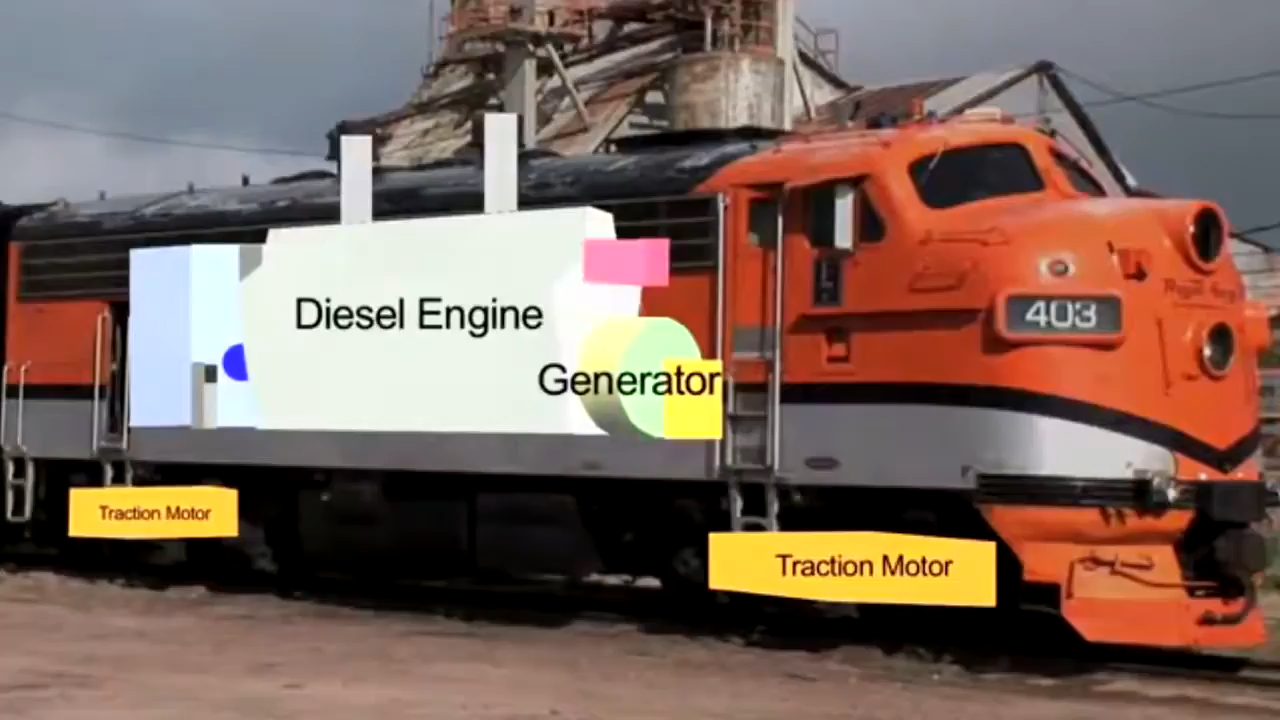 Diesel Engine
Generator
403
Traction Motor
Traction Motor